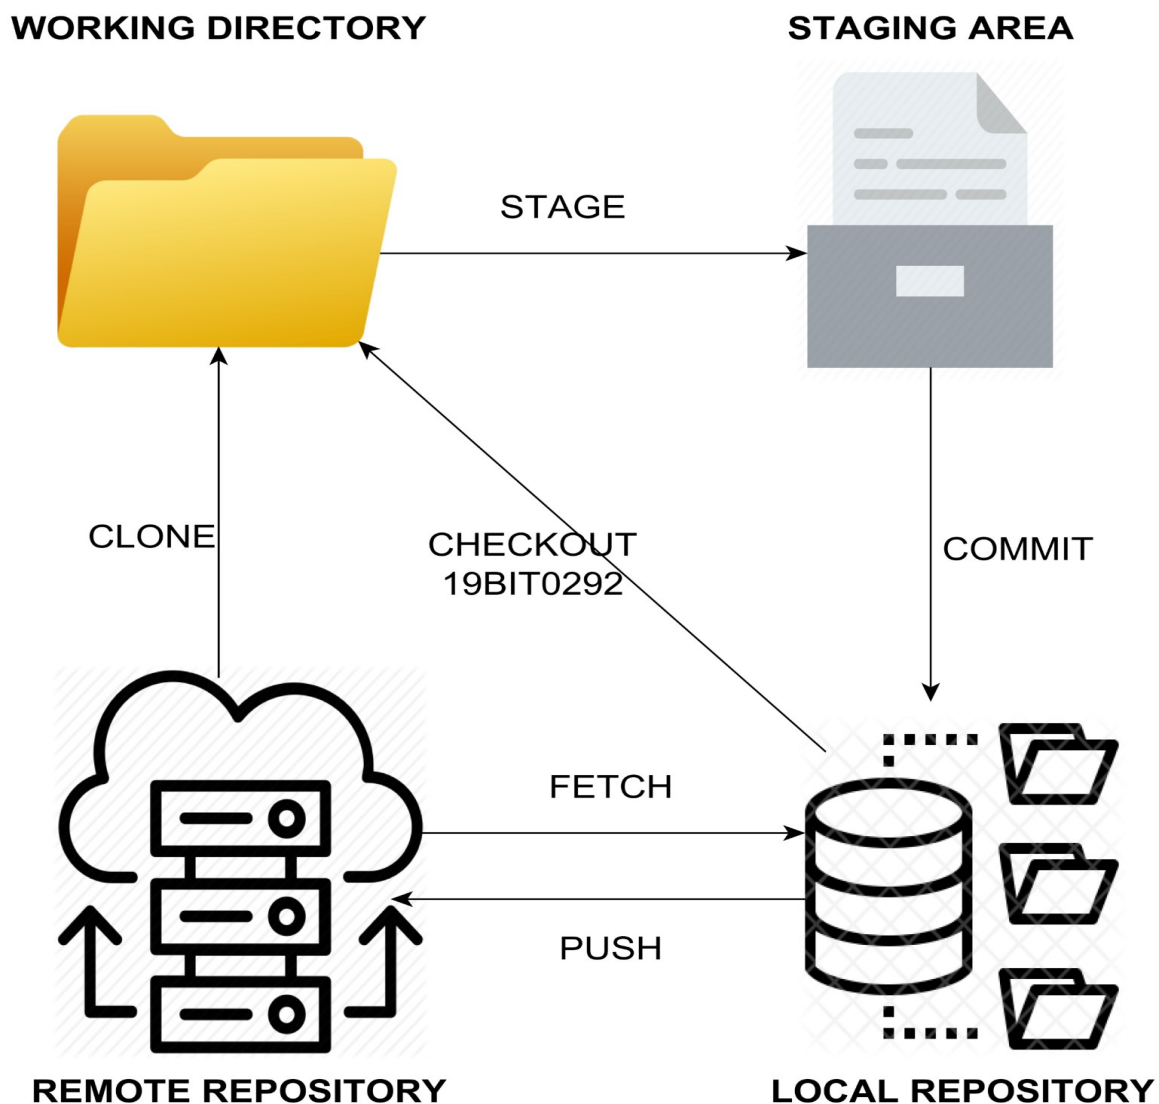 WORKING DIRECTORY
STAGING AREA
STAGE
CLONE
CHECKOUT
19BIT0292
COMMIT
FETCH
PUSH
REMOTE REPOSITORY
LOCAL REPOSITORY